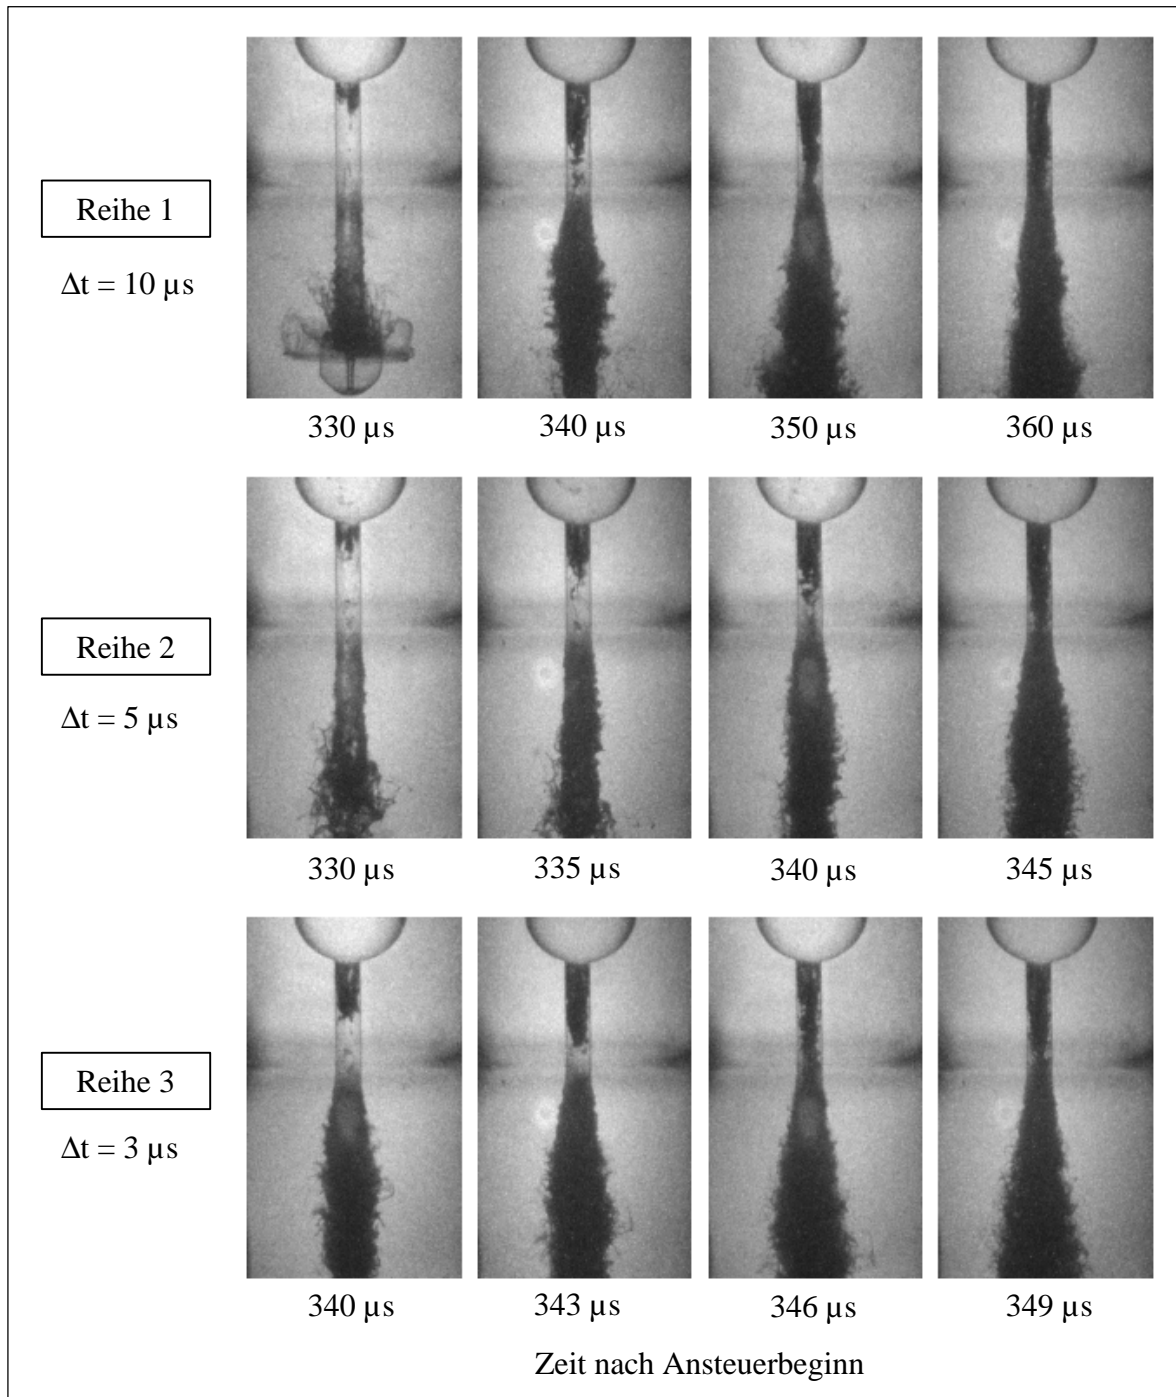 Reihe 1
Δt = 10 µs
330 µs 340 µs 350 µs 360 µs
Reihe 2
Δt = 5 µs
330 µs 335 µs 340 µs 345 µs
Reihe 3
Δt = 3 µs
340 µs 343 µs 346 µs 349 µs
Zeit nach Ansteuerbeginn